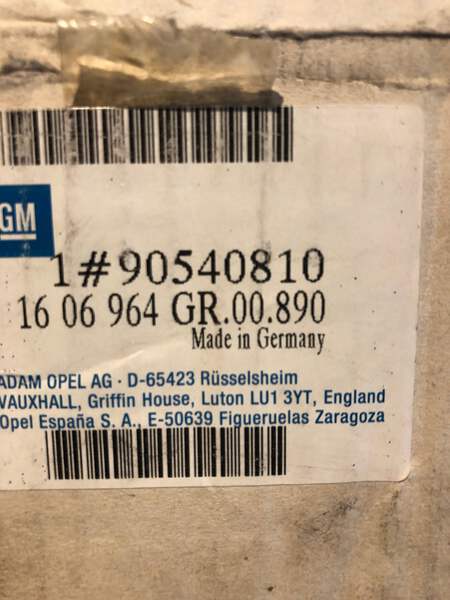 GM
1#90540810
16 06 964 GR.00.890
Made in Germany
ADAM OPEL AG · D-65423 Rüsselsheim
VAUXHALL, Griffin House, Luton LU1 3YT, England
Opel España S. A., E-50639 Figueruelas Zaragoza